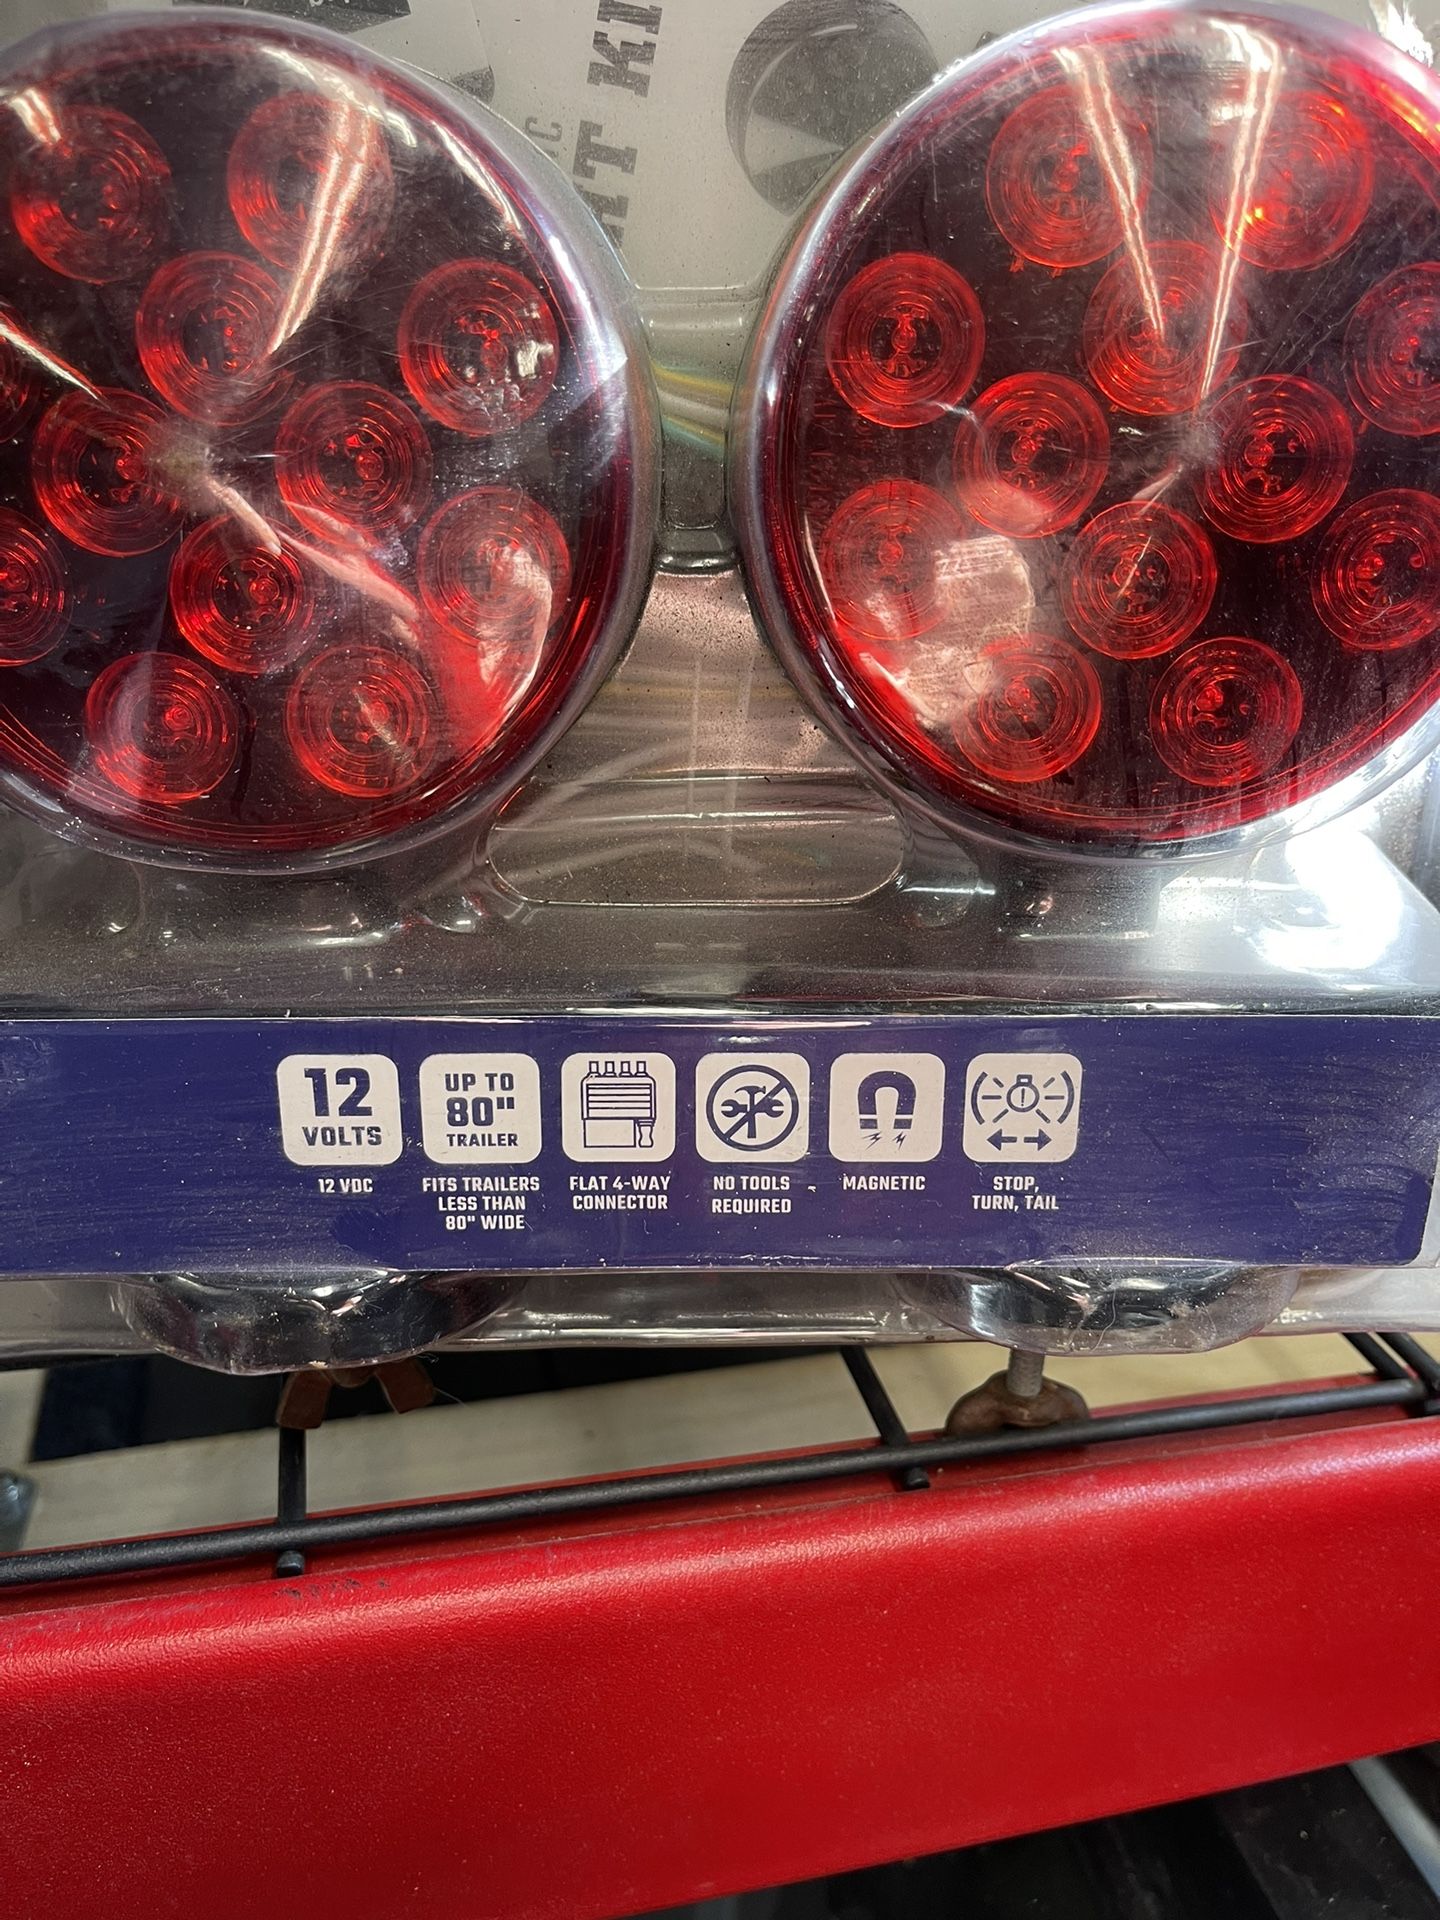 12
VOLTS
12 VDC
UP TO
80"
TRAILER
FITS TRAILERS
LESS THAN
80" WIDE
FLAT 4-WAY
CONNECTOR
NO TOOLS
REQUIRED
MAGNETIC
STOP,
TURN, TAIL